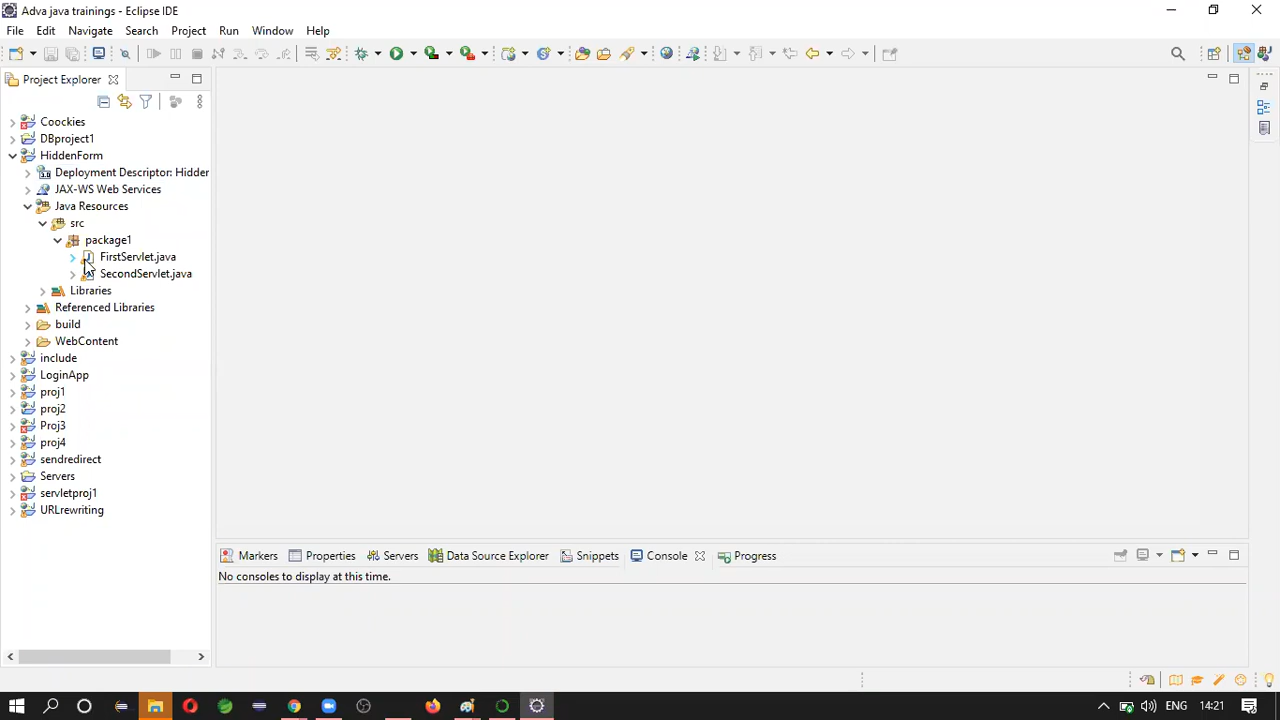 Adva java trainings - Eclipse IDE
File Edit Navigate Search Project Run Window Help
Project Explorer
Coockies
DBproject1
HiddenForm
Deployment Descriptor: Hidden
JAX-WS Web Services
Java Resources
src
package1
FirstServlet.java
SecondServlet.java
Libraries
Referenced Libraries
build
WebContent
include
LoginApp
proj1
proj2
Proj3
proj4
sendredirect
Servers
servletproj1
URLrewriting
Markers Properties Servers Data Source Explorer Snippets Console Progress
No consoles to display at this time.
ENG 14:21